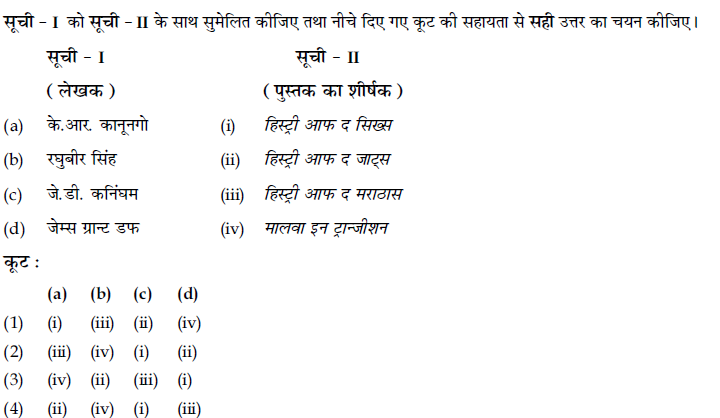 सूची – I को सूची – II के साथ सुमेलित कीजिए तथा नीचे दिए गए कूट की सहायता से सही उत्तर का चयन कीजिए।
सूची – I सूची – II
( लेखक ) ( पुस्तक का शीर्षक )
(a) के.आर. कानूनगो (i) हिस्ट्री आफ द सिख्स
(b) रघुबीर सिंह (ii) हिस्ट्री आफ द जाट्स
(c) जे.डी. कनिंघम (iii) हिस्ट्री आफ द मराठास
(d) जेम्स ग्रान्ट डफ (iv) मालवा इन ट्रान्जीशन
कूट :
(a) (b) (c) (d)
(1) (i) (iii) (ii) (iv)
(2) (iii) (iv) (i) (ii)
(3) (iv) (ii) (iii) (i)
(4) (ii) (iv) (i) (iii)